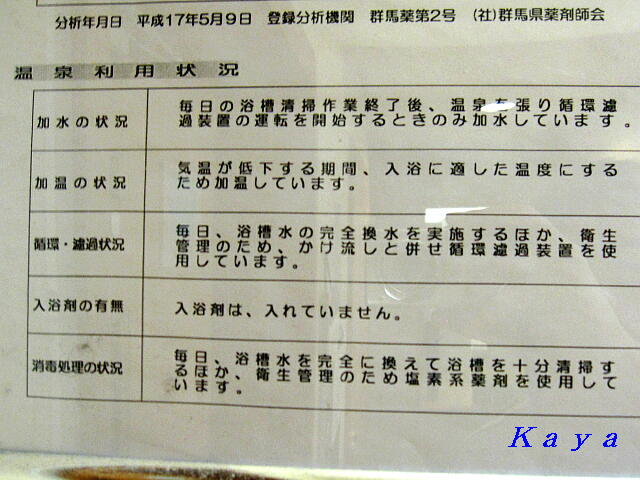 分析年月日 平成17年5月9日 登録分析機関 群馬薬第2号 (社)群馬県薬剤師会
温泉利用状況
加水の状況
毎日の浴槽清掃作業終了後、温泉を張り循環濾
過装置の運転を開始するときのみ加水しています。
加温の状況
気温が低下する期間、入浴に適した温度にする
ため加温しています。
循環・濾過状況
毎日、浴槽水の完全換水を実施するほか、衛生
管理のため、かけ流しと併せ循環濾過装置を使
用しています。
入浴剤の有無
入浴剤は、入れていません。
消毒処理の状況
毎日、浴槽水を完全に換えて浴槽を十分清掃す
るほか、衛生管理のため塩素系薬剤を使用して
います。
Kaya